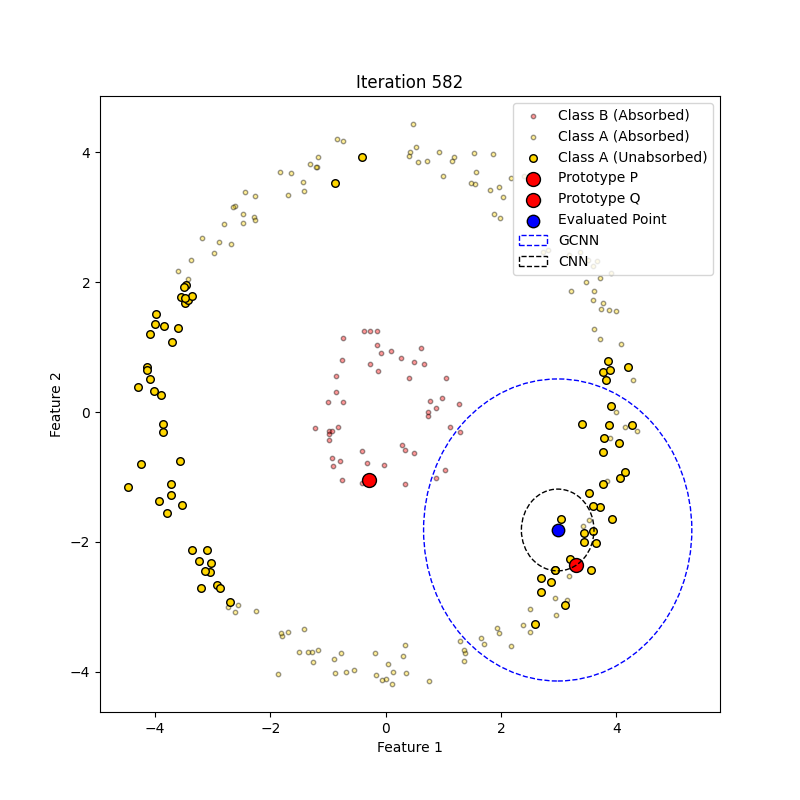 Iteration 582
Class B (Absorbed)
Class A (Absorbed)
Class A (Unabsorbed)
Prototype P
Prototype Q
Evaluated Point
GCNN
CNN
Feature 2
4
2
0
−2
−4
−4
−2
0
2
4
Feature 1